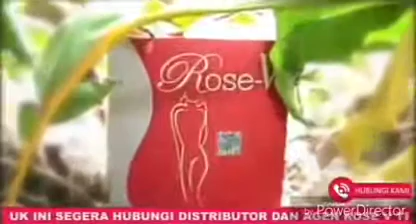 Rose-V
HUBUNGI KAMI
PowerDirector
UK INI SEGERA HUBUNGI DISTRIBUTOR DAN AGEN ROSE V